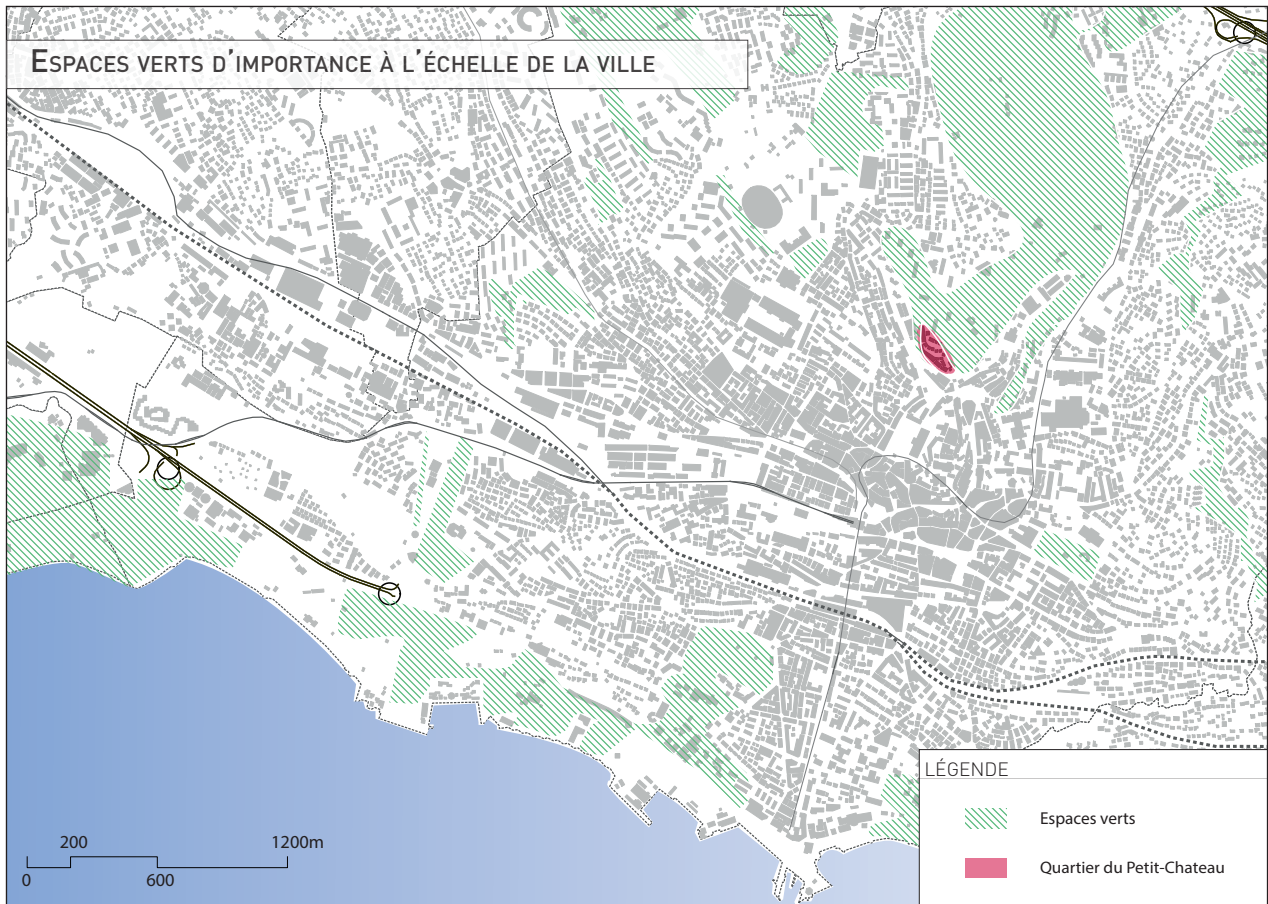 ESPACES VERTS D'IMPORTANCE À L'ÉCHELLE DE LA VILLE
LÉGENDE
Espaces verts
Quartier du Petit-Chateau
200 1200m
0 600